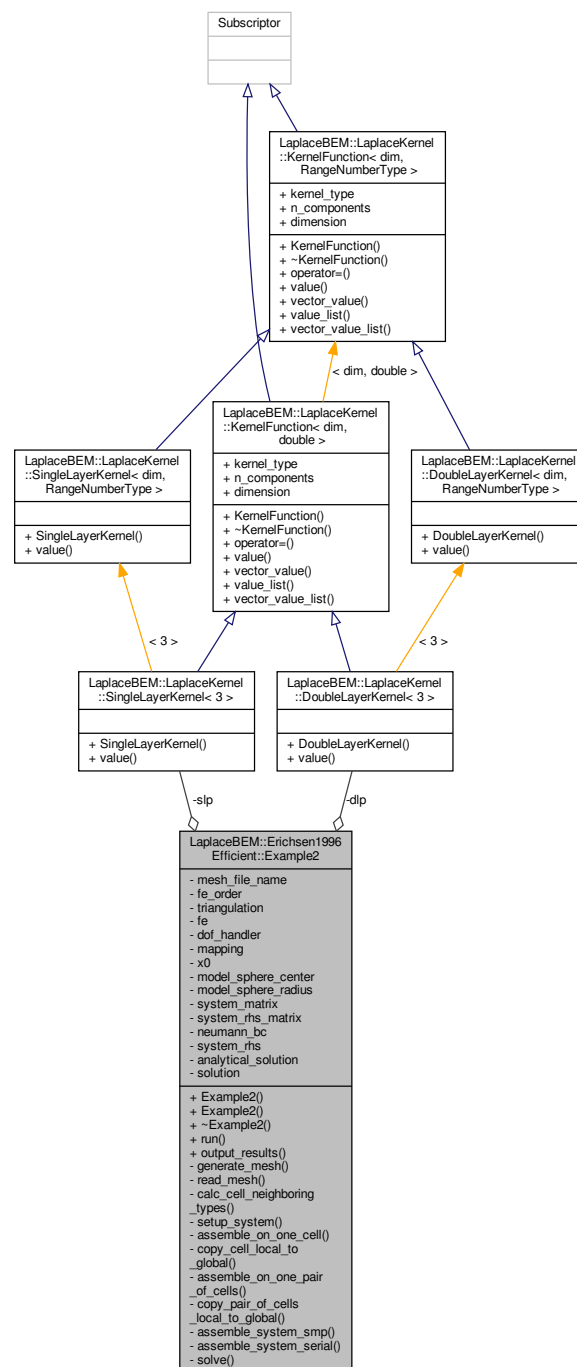 Subscriptor
LaplaceBEM::LaplaceKernel
::KernelFunction< dim,
RangeNumberType >
+ kernel_type
+ n_components
+ dimension
+ KernelFunction()
+ ~KernelFunction()
+ operator=()
+ value()
+ vector_value()
+ value_list()
+ vector_value_list()
< dim, double >
LaplaceBEM::LaplaceKernel
::SingleLayerKernel< dim,
RangeNumberType >
+ SingleLayerKernel()
+ value()
LaplaceBEM::LaplaceKernel
::KernelFunction< dim,
double >
+ kernel_type
+ n_components
+ dimension
+ KernelFunction()
+ ~KernelFunction()
+ operator=()
+ value()
+ vector_value()
+ value_list()
+ vector_value_list()
LaplaceBEM::LaplaceKernel
::DoubleLayerKernel< dim,
RangeNumberType >
+ DoubleLayerKernel()
+ value()
< 3 >
< 3 >
LaplaceBEM::LaplaceKernel
::SingleLayerKernel< 3 >
+ SingleLayerKernel()
+ value()
LaplaceBEM::LaplaceKernel
::DoubleLayerKernel< 3 >
+ DoubleLayerKernel()
+ value()
-slp
-dlp
LaplaceBEM::Erichsen1996
Efficient::Example2
- mesh_file_name
- fe_order
- triangulation
- fe
- dof_handler
- mapping
- x0
- model_sphere_center
- model_sphere_radius
- system_matrix
- system_rhs_matrix
- neumann_bc
- system_rhs
- analytical_solution
- solution
+ Example2()
+ Example2()
+ ~Example2()
+ run()
+ output_results()
- generate_mesh()
- read_mesh()
- calc_cell_neighboring
_types()
- setup_system()
- assemble_on_one_cell()
- copy_cell_local_to
_global()
- assemble_on_one_pair
_of_cells()
- copy_pair_of_cells
_local_to_global()
- assemble_system_smp()
- assemble_system_serial()
- solve()